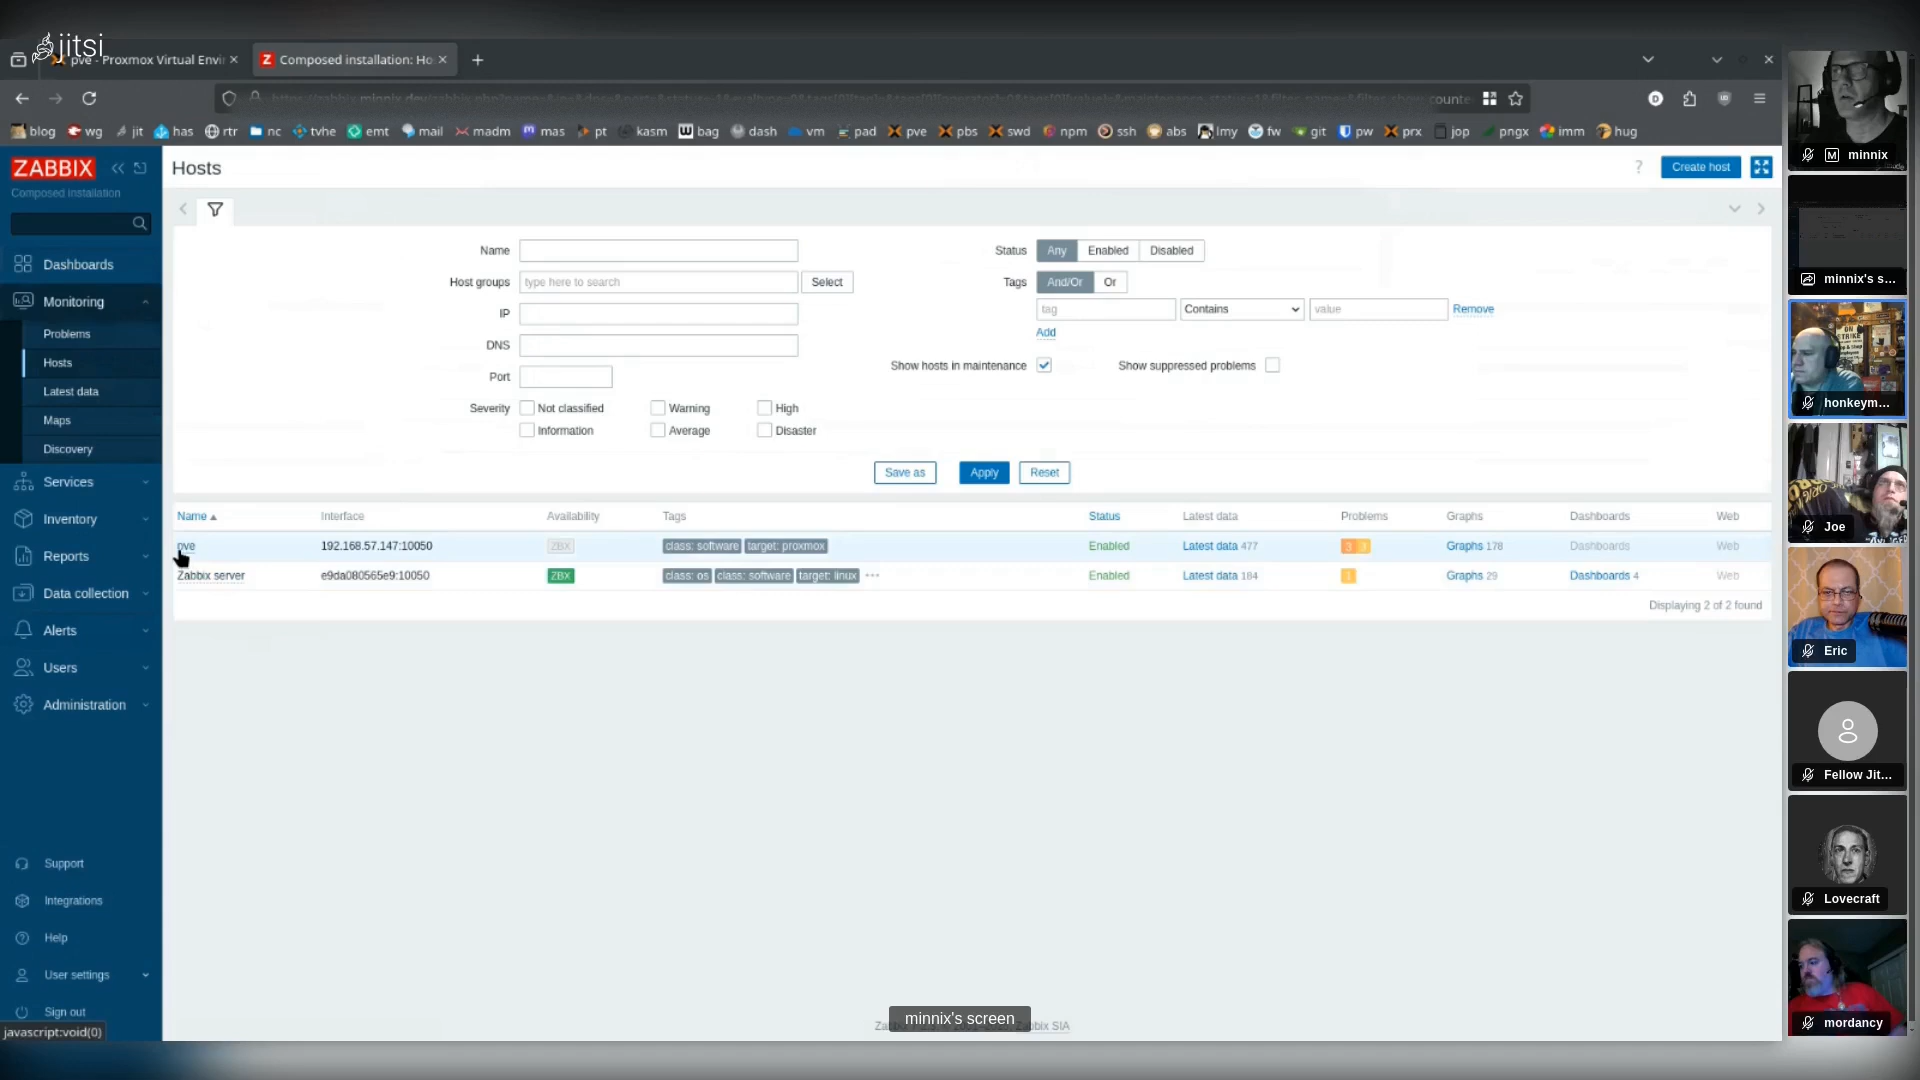 jitsi
pve - Proxmox Virtual Envi
Composed installation: Ho
counte
blog
wg
jit
has
rtr
nc
tvhe
emt
mail
madm
mas
pt
kasm
bag
dash
vm
pad
pve
pbs
swd
npm
ssh
abs
lmy
fw
git
pw
prx
jop
pngx
imm
hug
ZABBIX
Composed installation
Dashboards
Monitoring
Problems
Hosts
Latest data
Maps
Discovery
Services
Inventory
Reports
Data collection
Alerts
Users
Administration
Support
Integrations
Help
User settings
Sign out
javascript:void(0)
Hosts
? Create host
Name
Host groups type here to search Select
IP
DNS
Port
Severity Not classified Warning High
Information Average Disaster
Status Any Enabled Disabled
Tags And/Or Or
tag Contains value Remove
Add
Show hosts in maintenance Show suppressed problems
Save as Apply Reset
Name Interface Availability Tags Status Latest data Problems Graphs Dashboards Web
pve 192.168.57.147:10050 ZBX class: software target: proxmox Enabled Latest data 477 3 3 Graphs 178 Dashboards Web
Zabbix server e9da080565e9:10050 ZBX class: os class: software target: linux ••• Enabled Latest data 184 1 Graphs 29 Dashboards 4 Web
Displaying 2 of 2 found
minnix's screen
Zabbix SIA
M minnix
minnix's s...
ON
STRIKE
honkeym...
Joe
Eric
Fellow Jit...
Lovecraft
mordancy